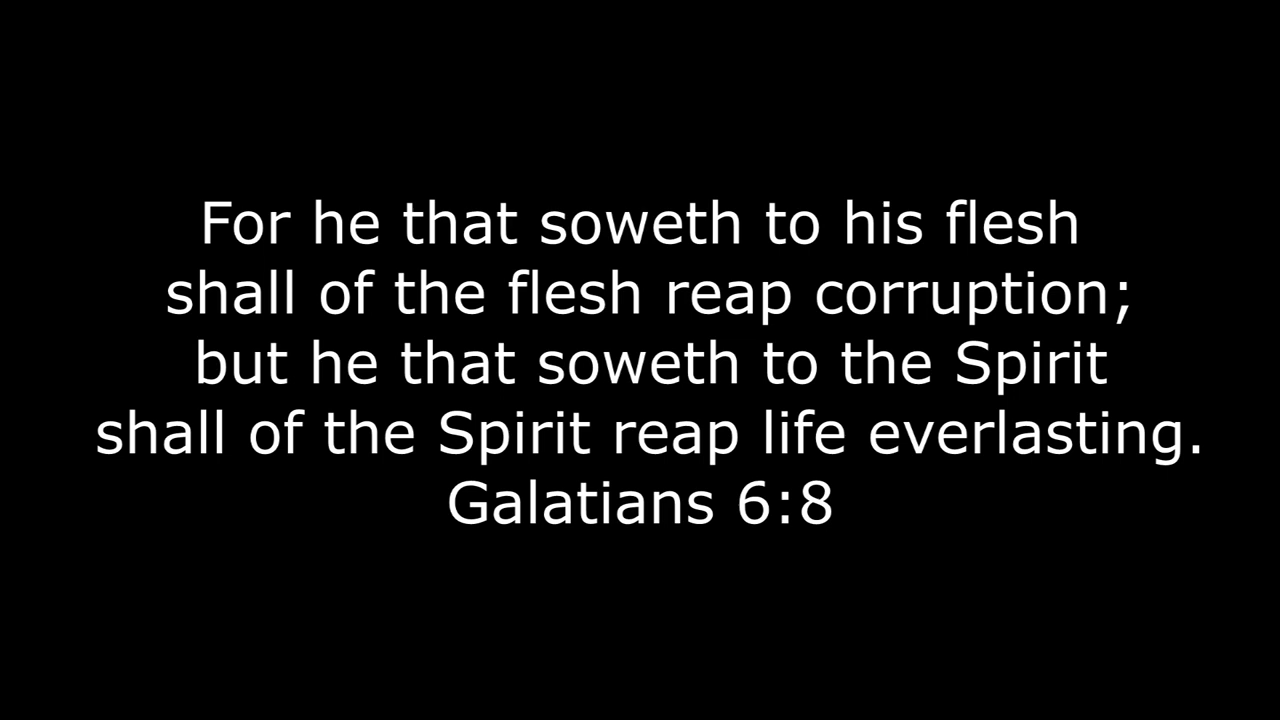 For he that soweth to his flesh
shall of the flesh reap corruption;
but he that soweth to the Spirit
shall of the Spirit reap life everlasting.
Galatians 6:8